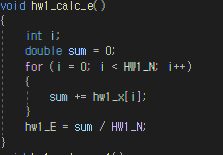 void hw1_calc_e()
{
int i;
double sum = 0;
for (i = 0; i < HW1_N; i++)
{
sum += hw1_x[i];
}
hw1_E = sum / HW1_N;